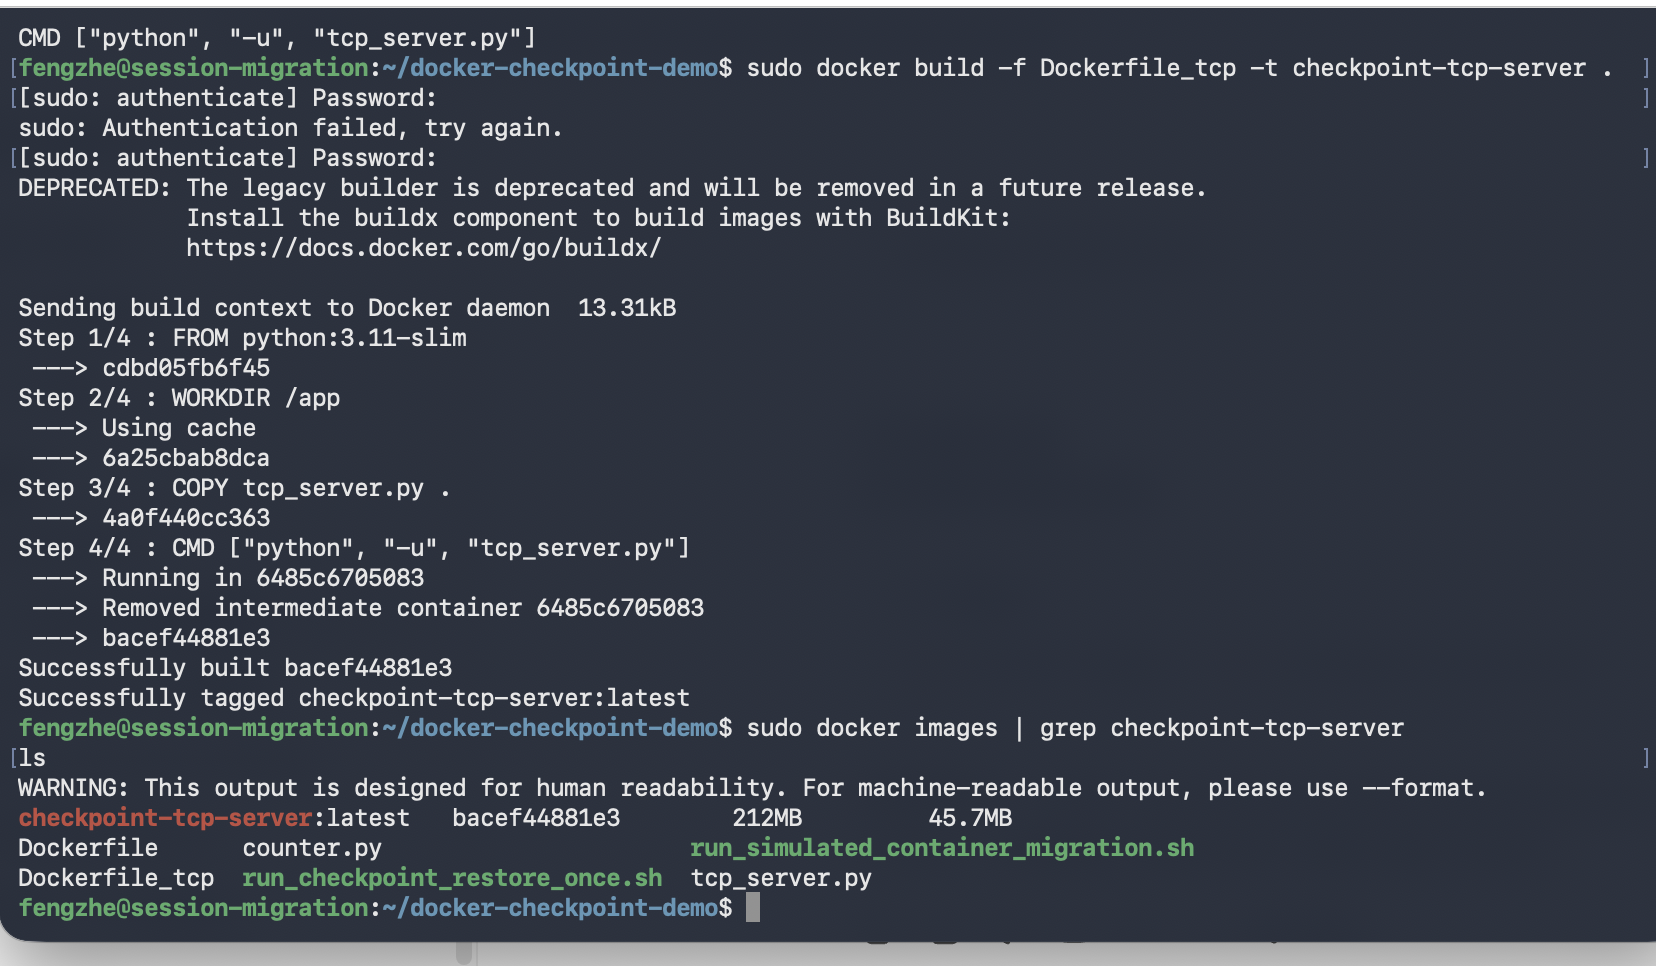 CMD ["python", "-u", "tcp_server.py"]
[fengzhe@session-migration:~/docker-checkpoint-demo$ sudo docker build -f Dockerfile_tcp -t checkpoint-tcp-server . ]
[[sudo: authenticate] Password: ]
sudo: Authentication failed, try again.
[[sudo: authenticate] Password: ]
DEPRECATED: The legacy builder is deprecated and will be removed in a future release.
Install the buildx component to build images with BuildKit:
https://docs.docker.com/go/buildx/
Sending build context to Docker daemon  13.31kB
Step 1/4 : FROM python:3.11-slim
---> cdbd05fb6f45
Step 2/4 : WORKDIR /app
---> Using cache
---> 6a25cbab8dca
Step 3/4 : COPY tcp_server.py .
---> 4a0f440cc363
Step 4/4 : CMD ["python", "-u", "tcp_server.py"]
---> Running in 6485c6705083
---> Removed intermediate container 6485c6705083
---> bacef44881e3
Successfully built bacef44881e3
Successfully tagged checkpoint-tcp-server:latest
fengzhe@session-migration:~/docker-checkpoint-demo$ sudo docker images | grep checkpoint-tcp-server
[ls ]
WARNING: This output is designed for human readability. For machine-readable output, please use --format.
checkpoint-tcp-server:latest   bacef44881e3        212MB         45.7MB
Dockerfile      counter.py                      run_simulated_container_migration.sh
Dockerfile_tcp  run_checkpoint_restore_once.sh  tcp_server.py
fengzhe@session-migration:~/docker-checkpoint-demo$